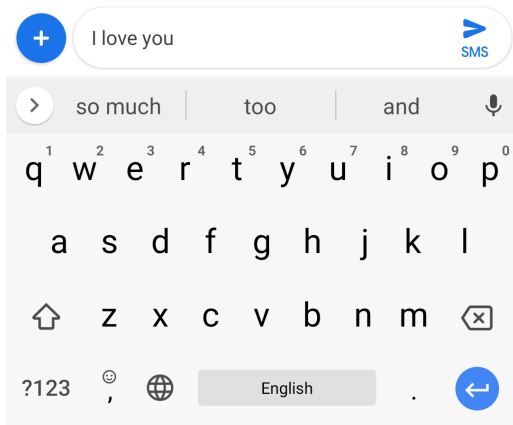 I love you
SMS
so much too and
1 2 3 4 5 6 7 8 9 0
q w e r t y u i o p
a s d f g h j k l
z x c v b n m
?123 , English .